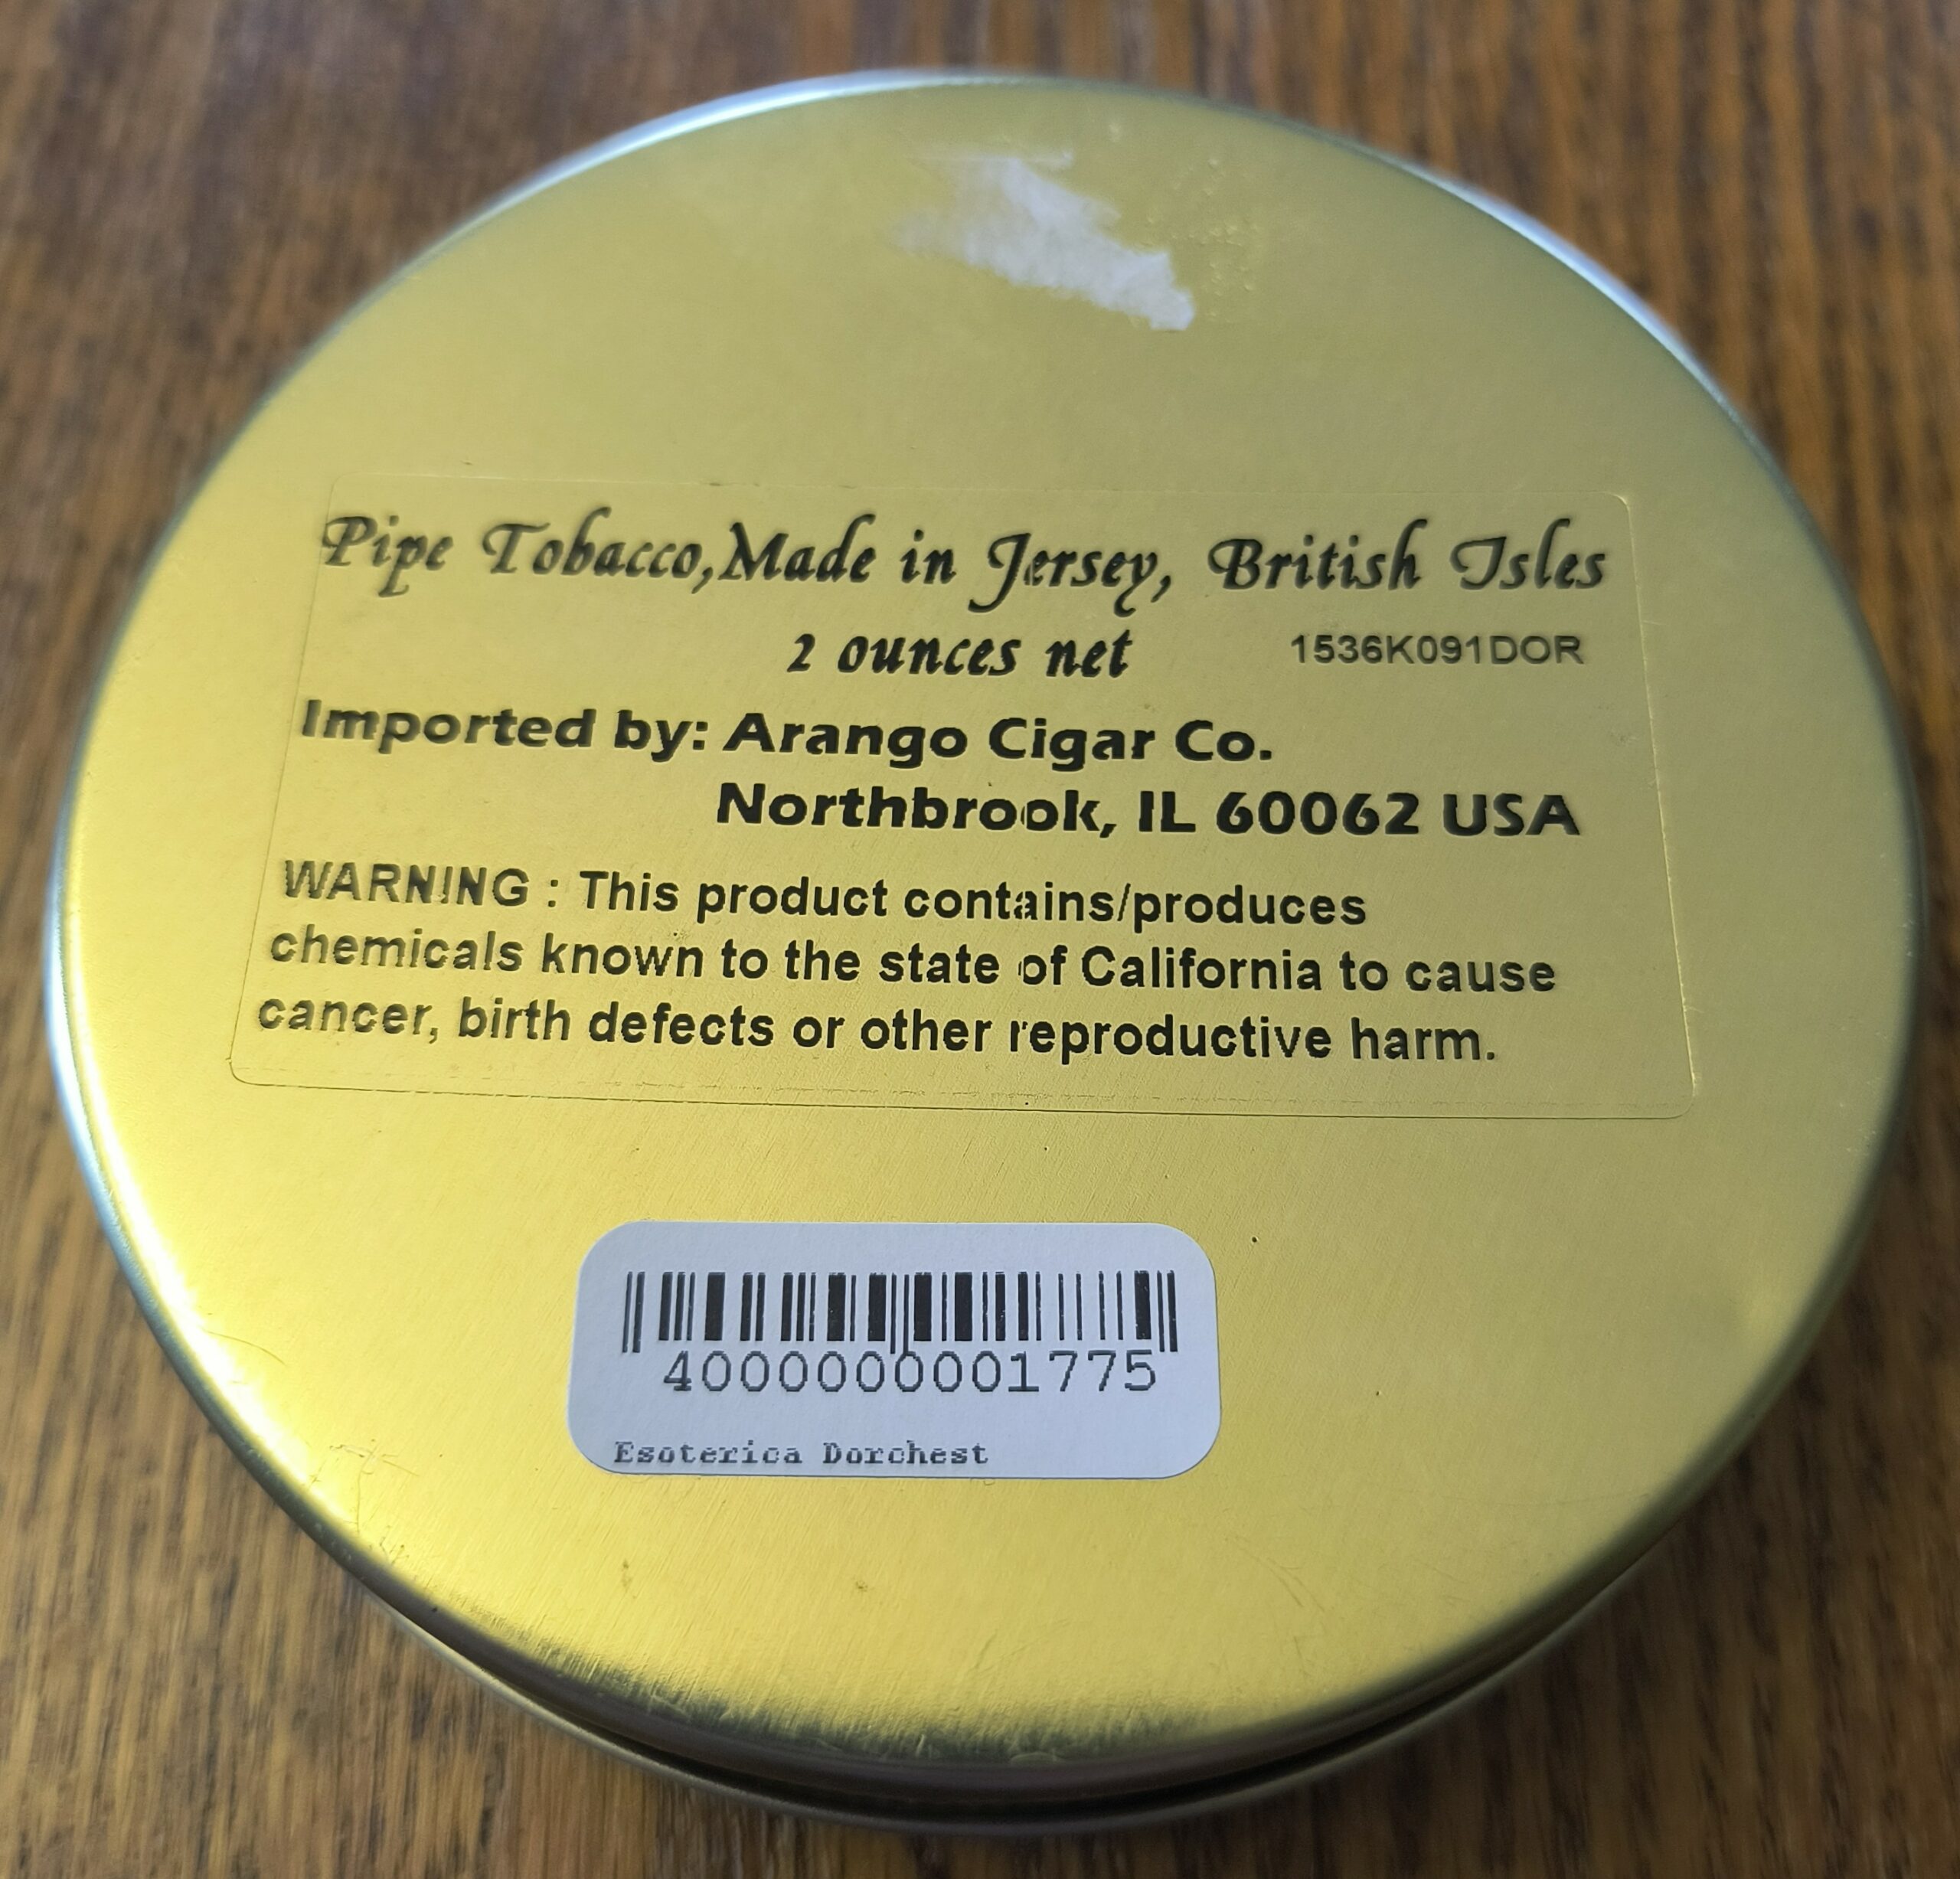 Pipe Tobacco,Made in Jersey, British Isles
2 ounces net 1536K091DOR
Imported by: Arango Cigar Co.
Northbrook, IL 60062 USA
WARNING : This product contains/produces
chemicals known to the state of California to cause
cancer, birth defects or other reproductive harm.
4000000001775
Esoterica Dorchest